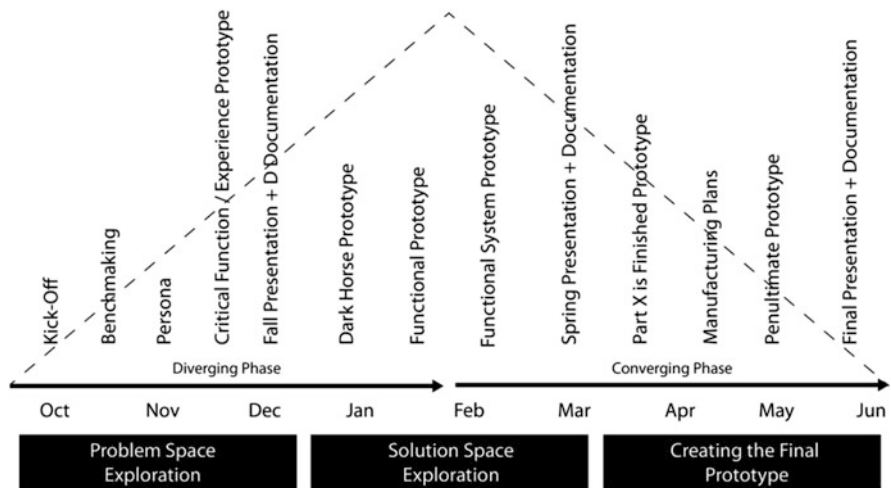 Kick-Off
Benchmaking
Persona
Critical Function / Experience Prototype
Fall Presentation + D Documentation
Dark Horse Prototype
Functional Prototype
Functional System Prototype
Spring Presentation + Documentation
Part X is Finished Prototype
Manufacturing Plans
Penultimate Prototype
Final Presentation + Documentation
Diverging Phase
Converging Phase
Oct
Nov
Dec
Jan
Feb
Mar
Apr
May
Jun
Problem Space
Exploration
Solution Space
Exploration
Creating the Final
Prototype